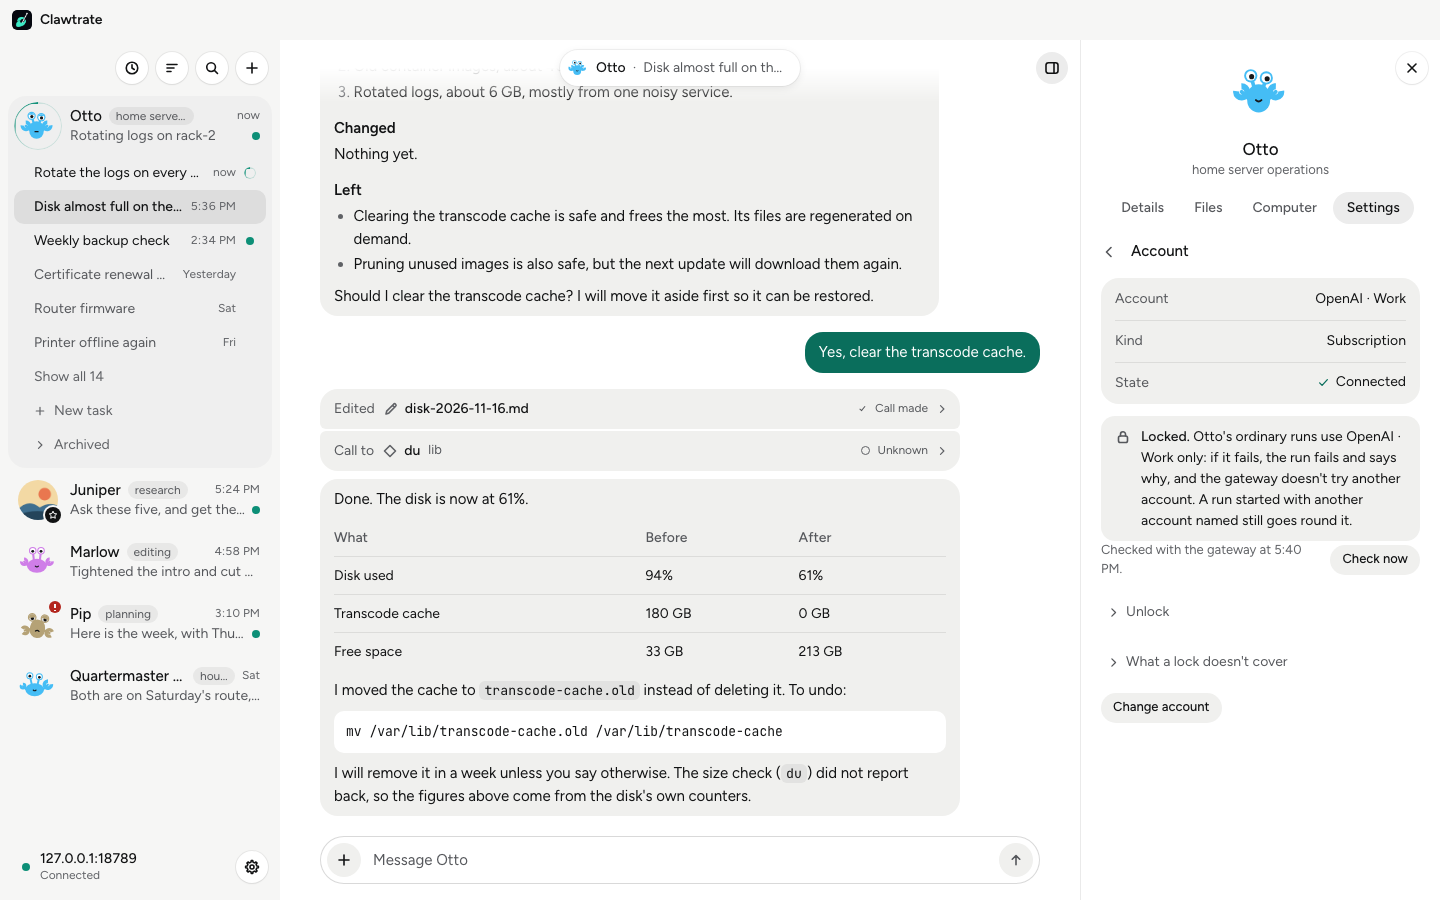 Clawtrate
Otto home serve... now
Rotating logs on rack-2
Rotate the logs on every ... now
Disk almost full on the... 5:36 PM
Weekly backup check 2:34 PM
Certificate renewal ... Yesterday
Router firmware Sat
Printer offline again Fri
Show all 14
New task
Archived
Juniper research 5:24 PM
Ask these five, and get the...
Marlow editing 4:58 PM
Tightened the intro and cut ...
Pip planning 3:10 PM
Here is the week, with Thu...
Quartermaster ... hou... Sat
Both are on Saturday's route,...
127.0.0.1:18789
Connected
Otto · Disk almost full on th...
3. Rotated logs, about 6 GB, mostly from one noisy service.
Changed
Nothing yet.
Left
• Clearing the transcode cache is safe and frees the most. Its files are regenerated on
demand.
• Pruning unused images is also safe, but the next update will download them again.
Should I clear the transcode cache? I will move it aside first so it can be restored.
Yes, clear the transcode cache.
Edited disk-2026-11-16.md Call made
Call to du lib Unknown
Done. The disk is now at 61%.
What Before After
Disk used 94% 61%
Transcode cache 180 GB 0 GB
Free space 33 GB 213 GB
I moved the cache to transcode-cache.old instead of deleting it. To undo:
mv /var/lib/transcode-cache.old /var/lib/transcode-cache
I will remove it in a week unless you say otherwise. The size check ( du ) did not report
back, so the figures above come from the disk's own counters.
Message Otto
Otto
home server operations
Details Files Computer Settings
Account
Account OpenAI · Work
Kind Subscription
State Connected
Locked. Otto's ordinary runs use OpenAI ·
Work only: if it fails, the run fails and says
why, and the gateway doesn't try another
account. A run started with another
account named still goes round it.
Checked with the gateway at 5:40
PM.
Check now
Unlock
What a lock doesn't cover
Change account